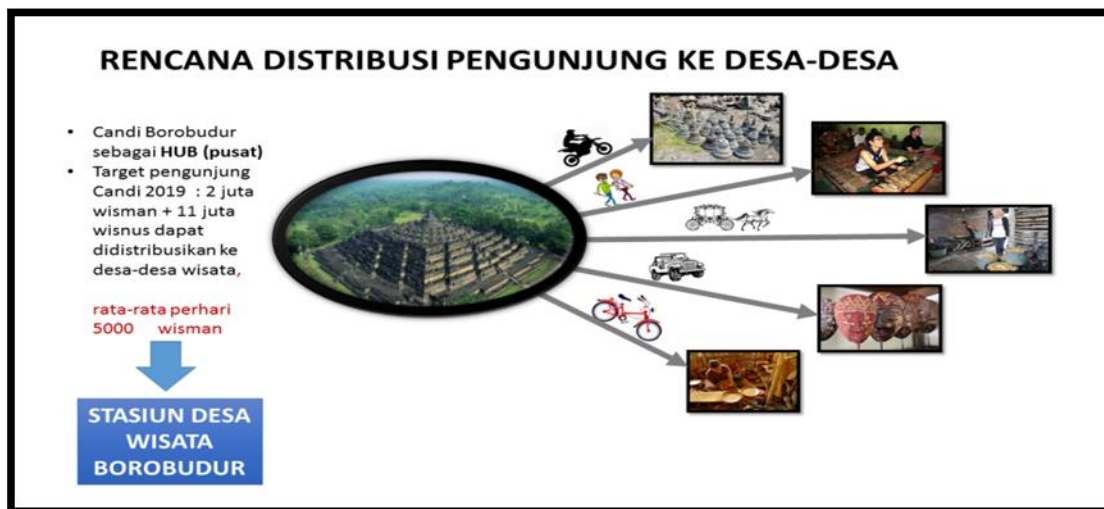 RENCANA DISTRIBUSI PENGUNJUNG KE DESA-DESA
• Candi Borobudur
sebagai HUB (pusat)
• Target pengunjung
Candi 2019 : 2 juta
wisman + 11 juta
wisnus dapat
didistribusikan ke
desa-desa wisata,
rata-rata perhari
5000 wisman
STASIUN DESA
WISATA
BOROBUDUR